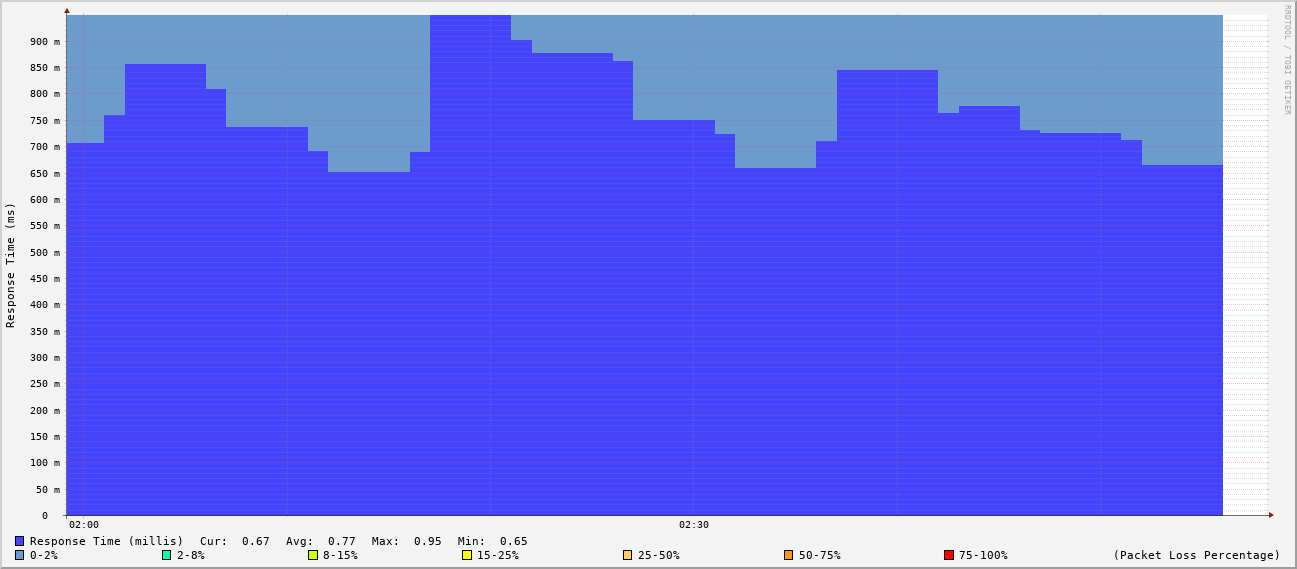 RRDTOOL / TOBI OETIKER
Response Time (ms)
900 m
850 m
800 m
750 m
700 m
650 m
600 m
550 m
500 m
450 m
400 m
350 m
300 m
250 m
200 m
150 m
100 m
50 m
0
02:00 02:30
Response Time (millis) Cur: 0.67 Avg: 0.77 Max: 0.95 Min: 0.65
0-2% 2-8% 8-15% 15-25% 25-50% 50-75% 75-100% (Packet Loss Percentage)